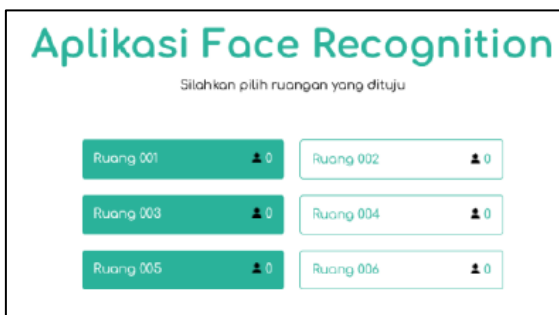 Aplikasi Face Recognition
Silahkan pilih ruangan yang dituju
Ruang 001 0 Ruang 002 0
Ruang 003 0 Ruang 004 0
Ruang 005 0 Ruang 006 0